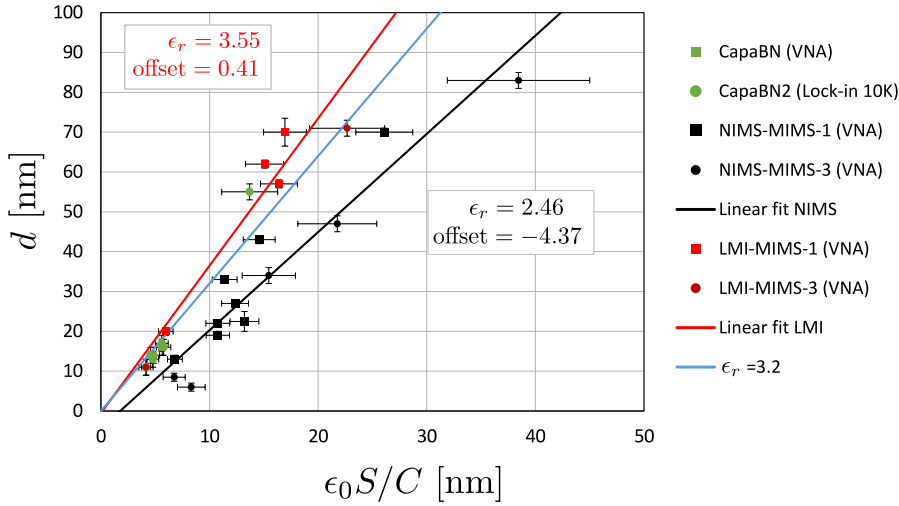 100
90
80
70
60
50
40
30
20
10
0
d [nm]
ϵr = 3.55
offset = 0.41
ϵr = 2.46
offset = −4.37
0 10 20 30 40 50
ϵ0S/C [nm]
CapaBN (VNA)
CapaBN2 (Lock-in 10K)
NIMS-MIMS-1 (VNA)
NIMS-MIMS-3 (VNA)
Linear fit NIMS
LMI-MIMS-1 (VNA)
LMI-MIMS-3 (VNA)
Linear fit LMI
ϵr =3.2